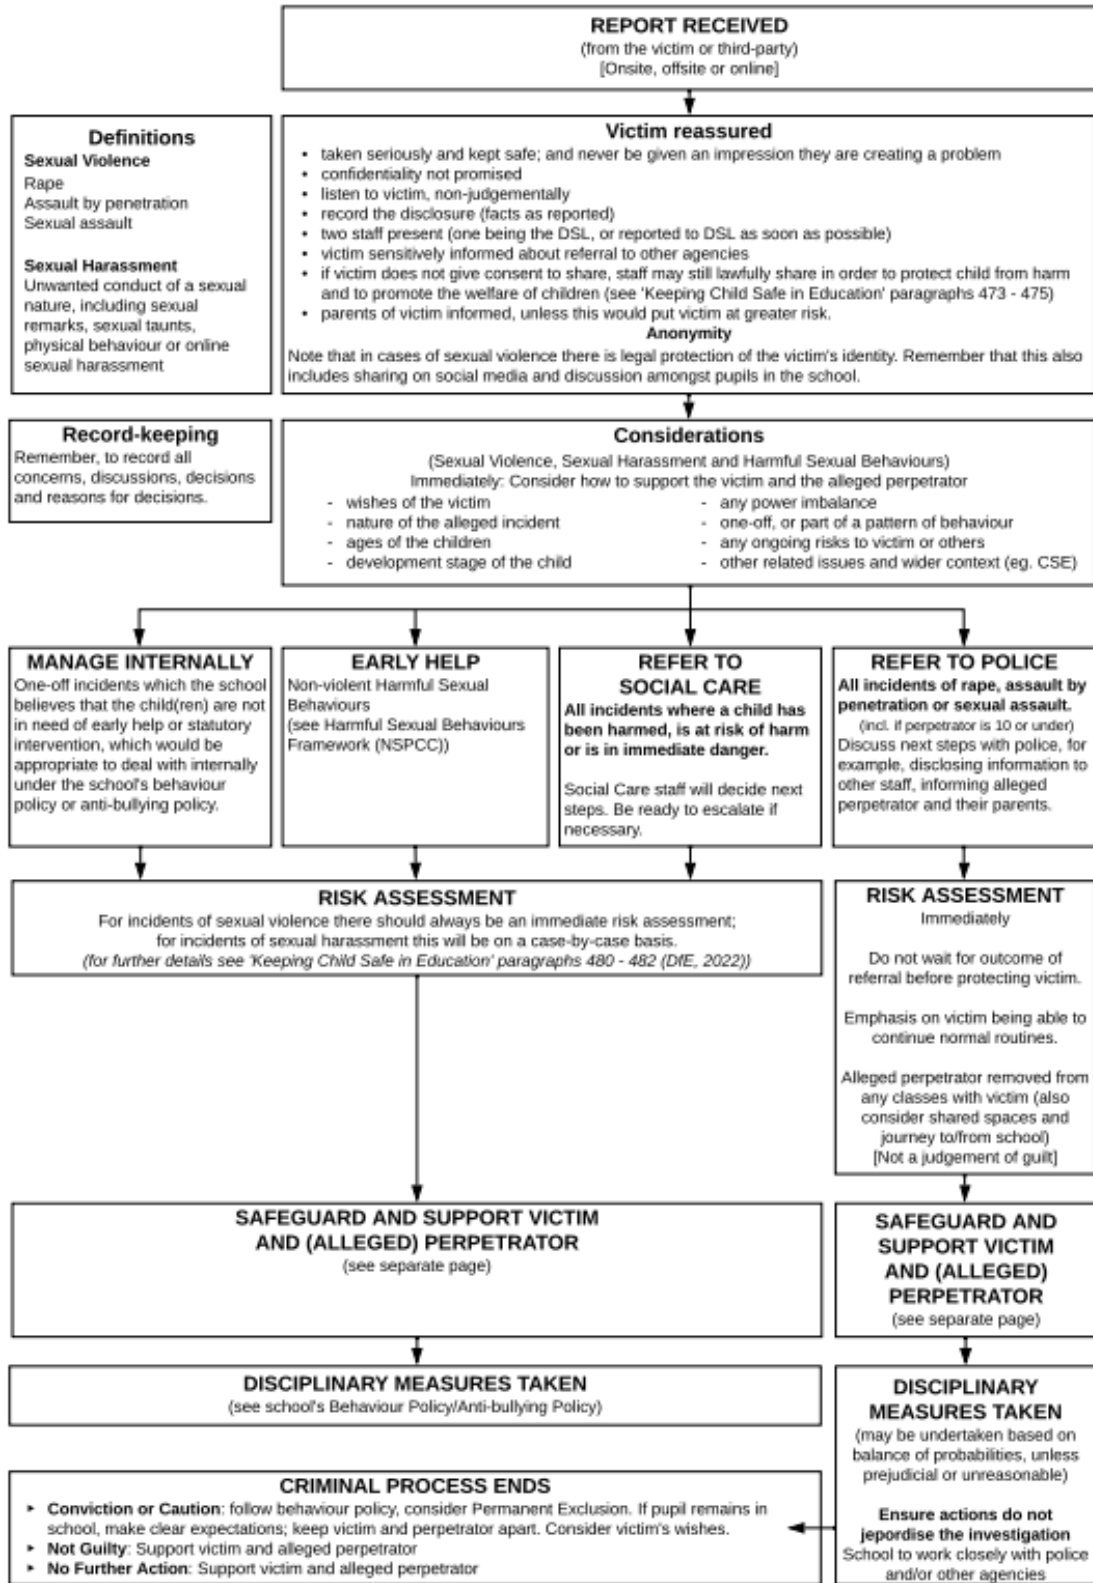 REPORT RECEIVED
(from the victim or third-party)
[Onsite, offsite or online]
Definitions
Sexual Violence
Rape
Assault by penetration
Sexual assault
Sexual Harassment
Unwanted conduct of a sexual
nature, including sexual
remarks, sexual taunts,
physical behaviour or online
sexual harassment
Victim reassured
• taken seriously and kept safe; and never be given an impression they are creating a problem
• confidentiality not promised
• listen to victim, non-judgementally
• record the disclosure (facts as reported)
• two staff present (one being the DSL, or reported to DSL as soon as possible)
• victim sensitively informed about referral to other agencies
• if victim does not give consent to share, staff may still lawfully share in order to protect child from harm
and to promote the welfare of children (see 'Keeping Child Safe in Education' paragraphs 473 - 475)
• parents of victim informed, unless this would put victim at greater risk.
Anonymity
Note that in cases of sexual violence there is legal protection of the victim's identity. Remember that this also
includes sharing on social media and discussion amongst pupils in the school.
Record-keeping
Remember, to record all
concerns, discussions, decisions
and reasons for decisions.
Considerations
(Sexual Violence, Sexual Harassment and Harmful Sexual Behaviours)
Immediately: Consider how to support the victim and the alleged perpetrator
- wishes of the victim
- nature of the alleged incident
- ages of the children
- development stage of the child
- any power imbalance
- one-off, or part of a pattern of behaviour
- any ongoing risks to victim or others
- other related issues and wider context (eg. CSE)
MANAGE INTERNALLY
One-off incidents which the school
believes that the child(ren) are not
in need of early help or statutory
intervention, which would be
appropriate to deal with internally
under the school's behaviour
policy or anti-bullying policy.
EARLY HELP
Non-violent Harmful Sexual
Behaviours
(see Harmful Sexual Behaviours
Framework (NSPCC))
REFER TO
SOCIAL CARE
All incidents where a child has
been harmed, is at risk of harm
or is in immediate danger.
Social Care staff will decide next
steps. Be ready to escalate if
necessary.
REFER TO POLICE
All incidents of rape, assault by
penetration or sexual assault.
(incl. if perpetrator is 10 or under)
Discuss next steps with police, for
example, disclosing information to
other staff, informing alleged
perpetrator and their parents.
RISK ASSESSMENT
For incidents of sexual violence there should always be an immediate risk assessment;
for incidents of sexual harassment this will be on a case-by-case basis.
(for further details see 'Keeping Child Safe in Education' paragraphs 480 - 482 (DfE, 2022))
RISK ASSESSMENT
Immediately
Do not wait for outcome of
referral before protecting victim.
Emphasis on victim being able to
continue normal routines.
Alleged perpetrator removed from
any classes with victim (also
consider shared spaces and
journey to/from school)
[Not a judgement of guilt]
SAFEGUARD AND SUPPORT VICTIM
AND (ALLEGED) PERPETRATOR
(see separate page)
SAFEGUARD AND
SUPPORT VICTIM
AND (ALLEGED)
PERPETRATOR
(see separate page)
DISCIPLINARY MEASURES TAKEN
(see school's Behaviour Policy/Anti-bullying Policy)
DISCIPLINARY
MEASURES TAKEN
(may be undertaken based on
balance of probabilities, unless
prejudicial or unreasonable)
Ensure actions do not
jepordise the investigation
School to work closely with police
and/or other agencies
CRIMINAL PROCESS ENDS
▸ Conviction or Caution: follow behaviour policy, consider Permanent Exclusion. If pupil remains in
school, make clear expectations; keep victim and perpetrator apart. Consider victim's wishes.
▸ Not Guilty: Support victim and alleged perpetrator
▸ No Further Action: Support victim and alleged perpetrator